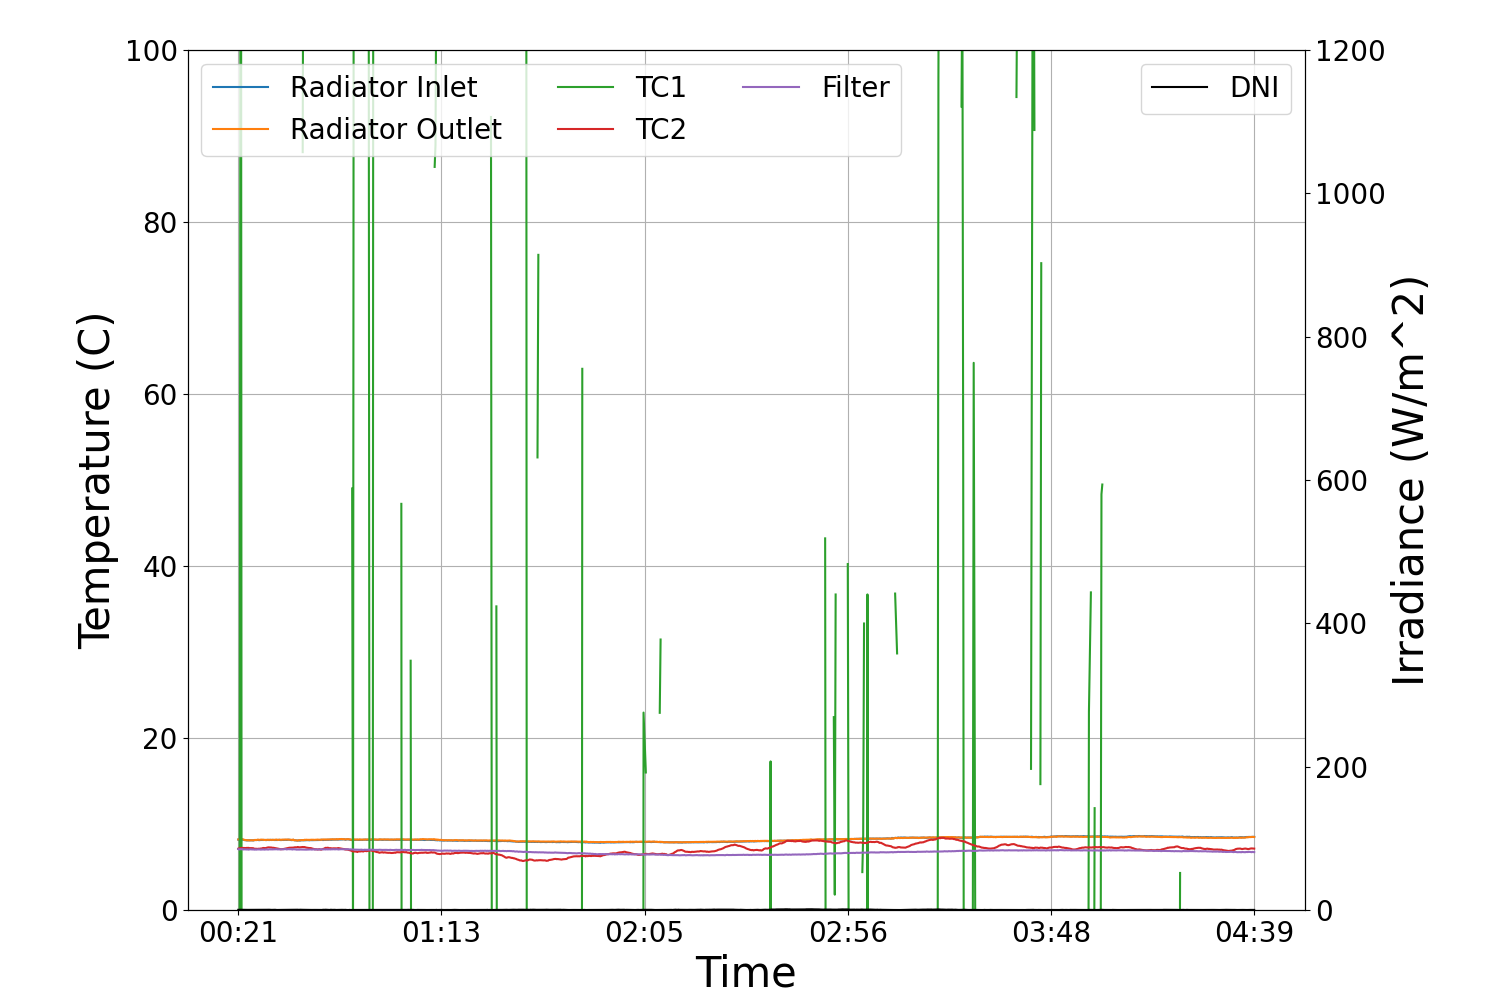 100
80
60
40
20
0
Temperature (C)
Radiator Inlet
Radiator Outlet
TC1
TC2
Filter
DNI
1200
1000
800
600
400
200
0
Irradiance (W/m^2)
00:21 01:13 02:05 02:56 03:48 04:39
Time